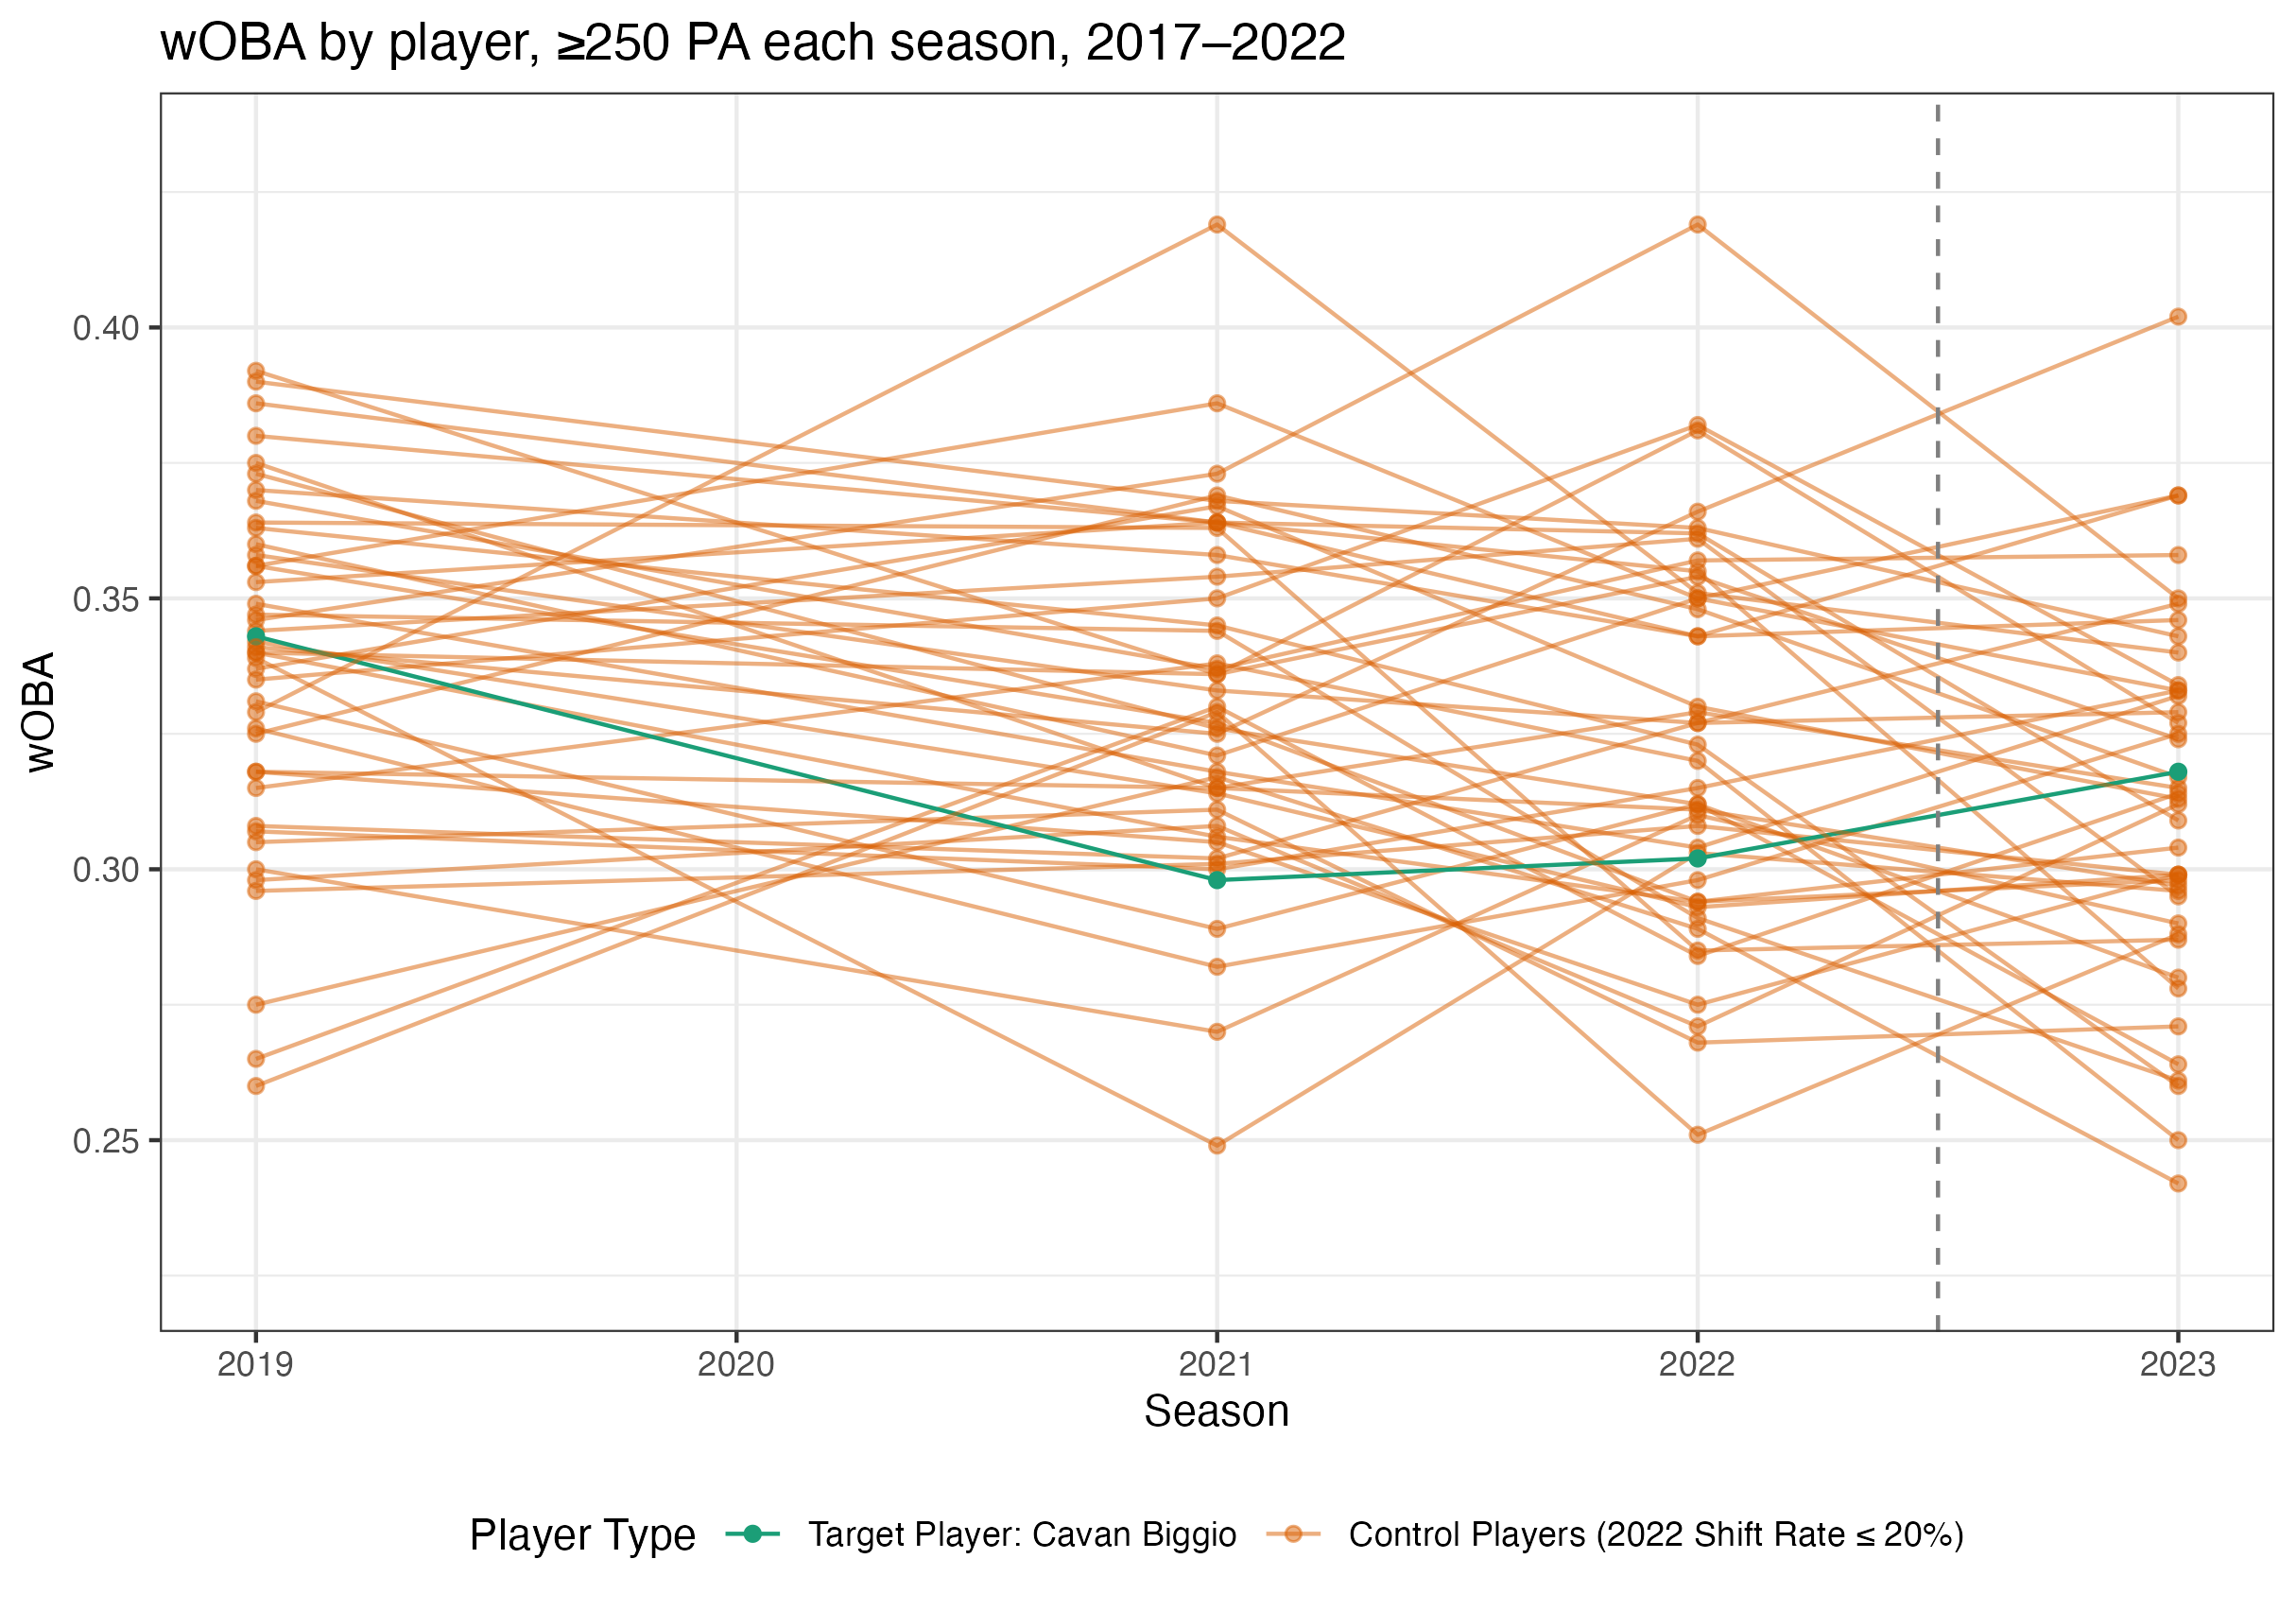 wOBA by player, ≥250 PA each season, 2017–2022
wOBA
0.40
0.35
0.30
0.25
2019 2020 2021 2022 2023
Season
Player Type Target Player: Cavan Biggio Control Players (2022 Shift Rate ≤ 20%)